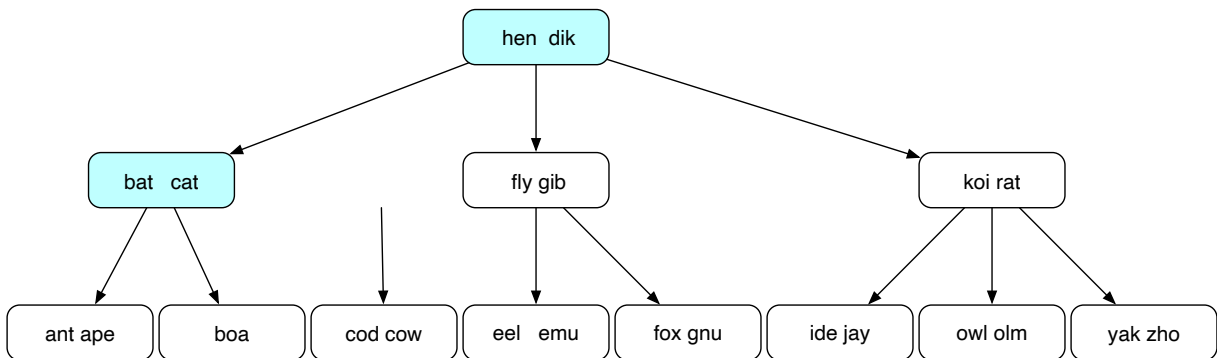 hen dik
bat cat
fly gib
koi rat
ant ape
boa
cod cow
eel emu
fox gnu
ide jay
owl olm
yak zho